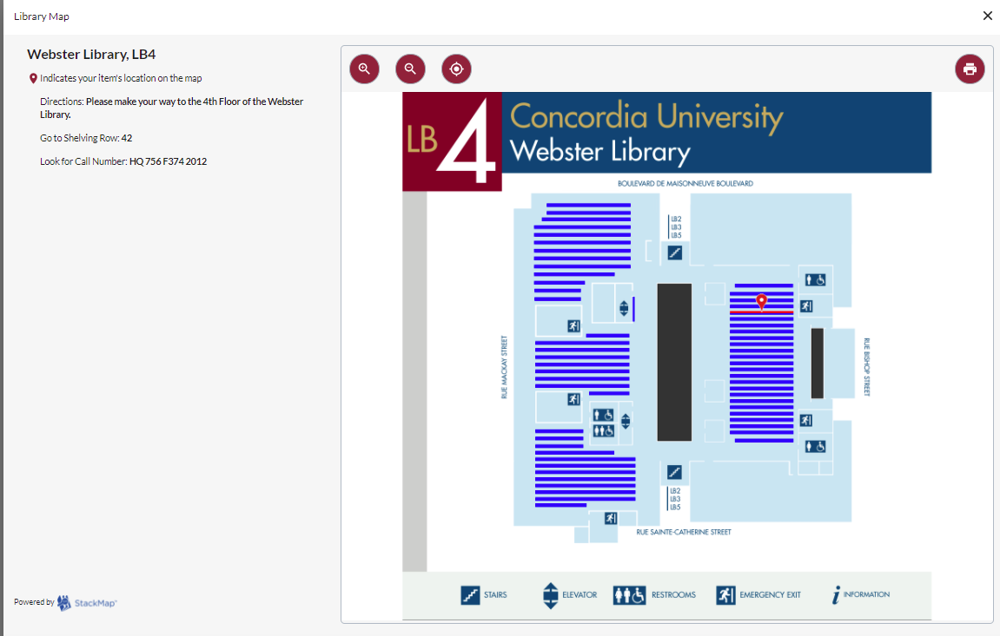 Library Map
Webster Library, LB4
Indicates your item's location on the map
Directions: Please make your way to the 4th Floor of the Webster
Library.
Go to Shelving Row: 42
Look for Call Number: HQ 756 F374 2012
Powered by StackMap
LB4
Concordia University
Webster Library
BOULEVARD DE MAISONNEUVE BOULEVARD
LB2
LB3
LB5
RUE MACKAY STREET
RUE BISHOP STREET
LB2
LB3
LB5
RUE SAINTE-CATHERINE STREET
STAIRS
ELEVATOR
RESTROOMS
EMERGENCY EXIT
i INFORMATION